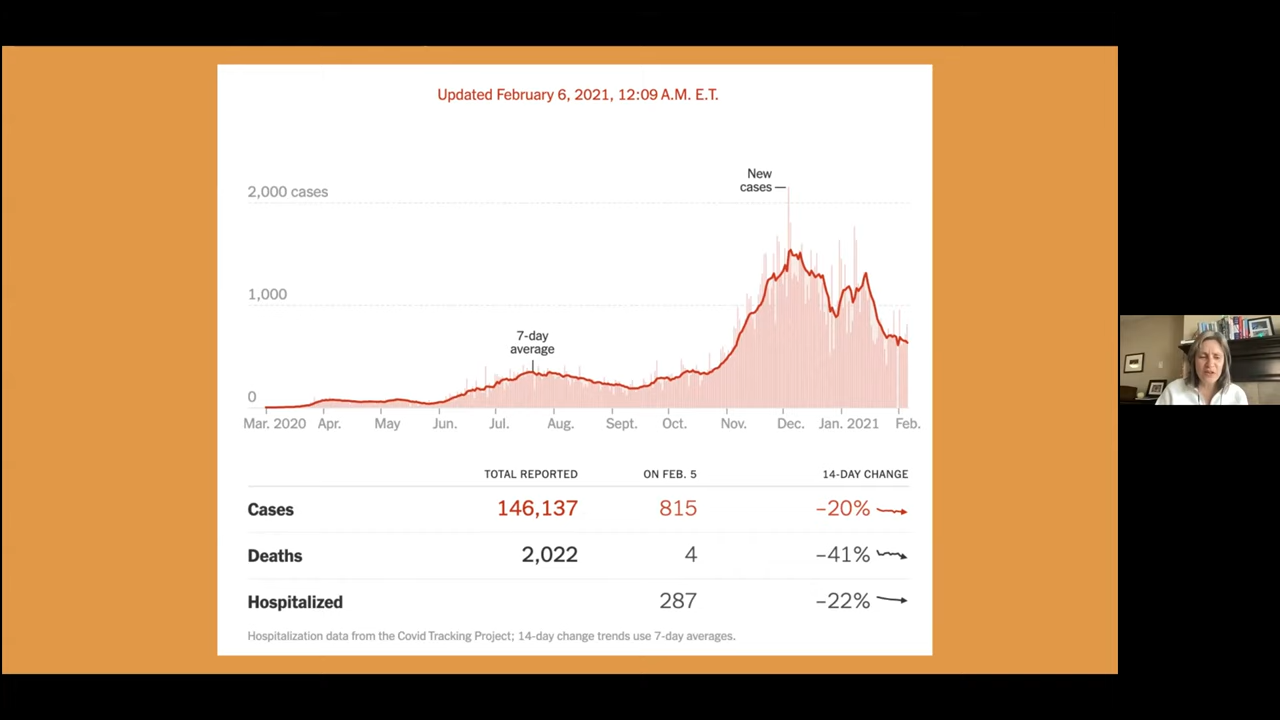 Updated February 6, 2021, 12:09 A.M. E.T.
New
cases
2,000 cases
1,000
7-day
average
0
Mar. 2020 Apr. May Jun. Jul. Aug. Sept. Oct. Nov. Dec. Jan. 2021 Feb.
TOTAL REPORTED ON FEB. 5 14-DAY CHANGE
Cases 146,137 815 –20%
Deaths 2,022 4 –41%
Hospitalized 287 –22%
Hospitalization data from the Covid Tracking Project; 14-day change trends use 7-day averages.